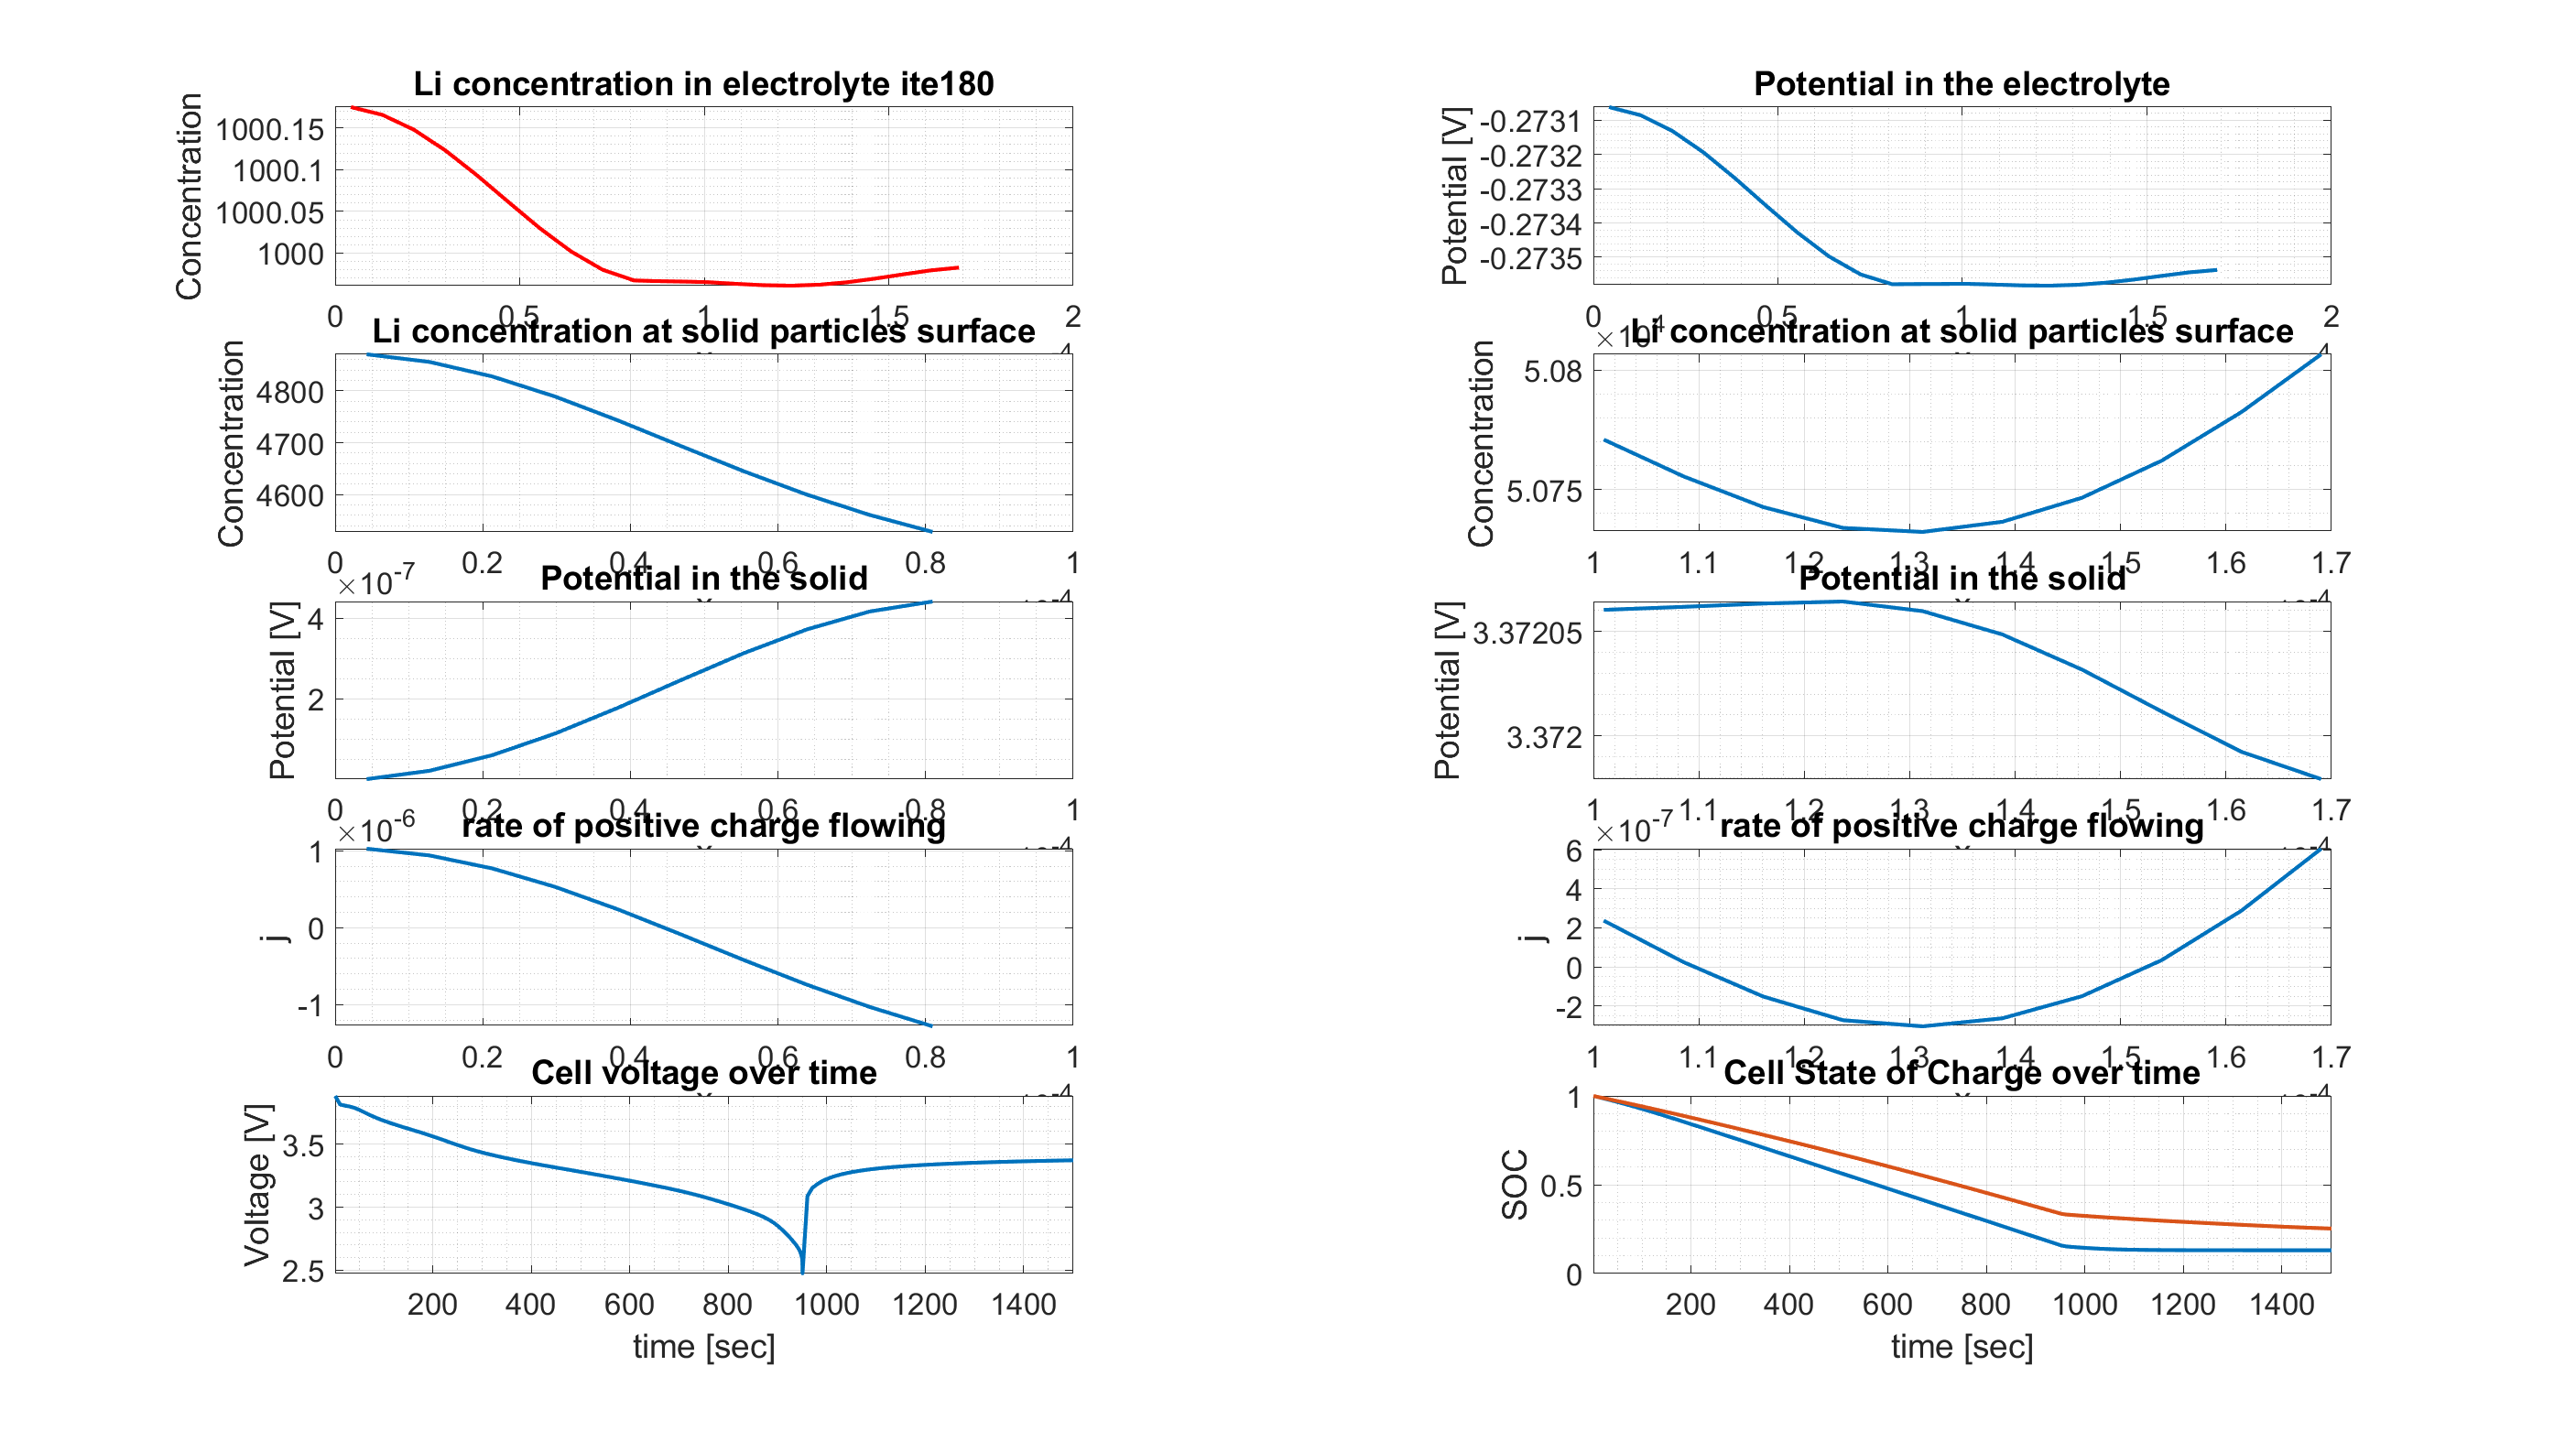 Li concentration in electrolyte ite180
Concentration
1000.15
1000.1
1000.05
1000
0 0.5 1 1.5 2
Potential in the electrolyte
Potential [V]
-0.2731
-0.2732
-0.2733
-0.2734
-0.2735
0 0.5 1 1.5 2
Li concentration at solid particles surface
Concentration
4800
4700
4600
0 0.2 0.4 0.6 0.8 1
Li concentration at solid particles surface
×10⁴
Concentration
5.08
5.075
1 1.1 1.2 1.3 1.4 1.5 1.6 1.7
Potential in the solid
×10⁻⁷
Potential [V]
4
2
0 0.2 0.4 0.6 0.8 1
Potential in the solid
Potential [V]
3.37205
3.372
1 1.1 1.2 1.3 1.4 1.5 1.6 1.7
rate of positive charge flowing
×10⁻⁶
j
1
0
-1
0 0.2 0.4 0.6 0.8 1
rate of positive charge flowing
×10⁻⁷
j
6
4
2
0
-2
1 1.1 1.2 1.3 1.4 1.5 1.6 1.7
Cell voltage over time
Voltage [V]
3.5
3
2.5
200 400 600 800 1000 1200 1400
time [sec]
Cell State of Charge over time
SOC
1
0.5
0
200 400 600 800 1000 1200 1400
time [sec]